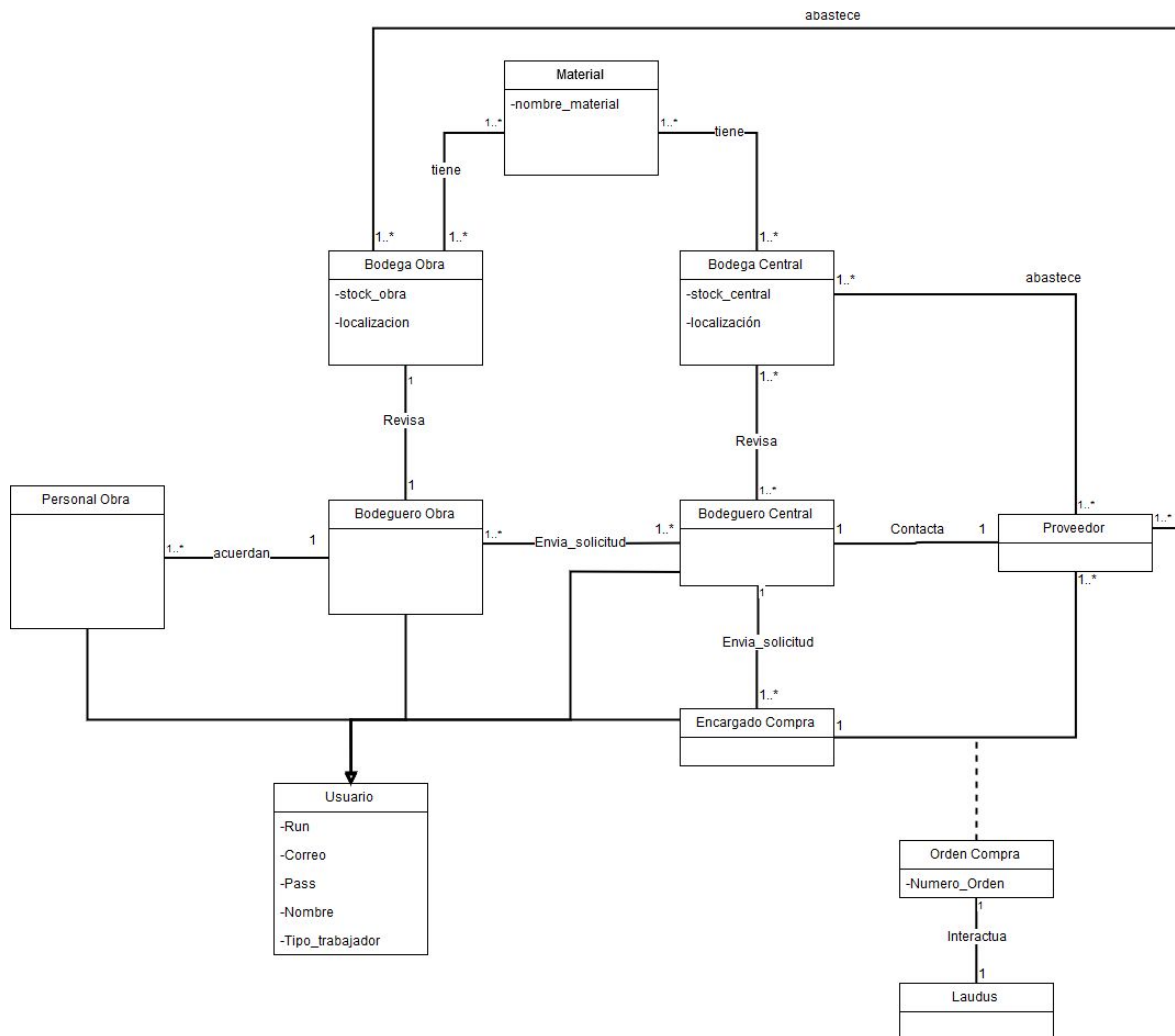 abastece
Material
-nombre_material
1..*
1..*
tiene
tiene
1..*
1..*
1..*
Bodega Obra
-stock_obra
-localizacion
Bodega Central
-stock_central
-localización
1..*
abastece
1
Revisa
1
1..*
Revisa
1..*
1..*
1..*
Personal Obra
Bodeguero Obra
Bodeguero Central
Proveedor
1..*
acuerdan
1
1..*
Envia_solicitud
1..*
1
Contacta
1
1..*
1
Envia_solicitud
1..*
Encargado Compra
1
Usuario
-Run
-Correo
-Pass
-Nombre
-Tipo_trabajador
Orden Compra
-Numero_Orden
1
Interactua
1
Laudus